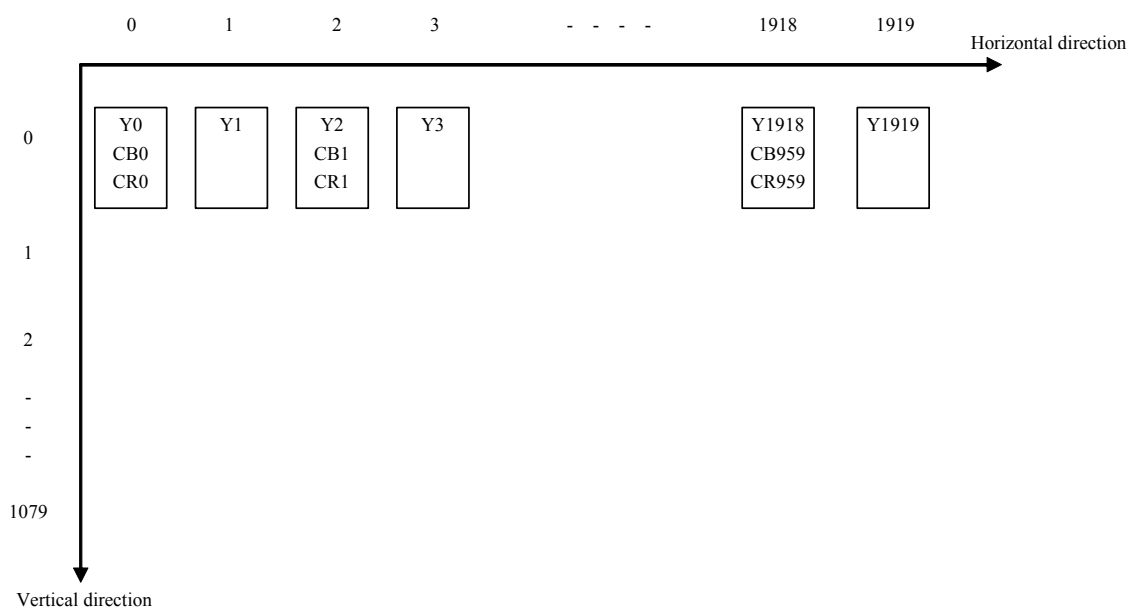 0 1 2 3 - - - - 1918 1919
Horizontal direction
0
Y0 Y1 Y2 Y3 Y1918 Y1919
CB0 CB1 CB959
CR0 CR1 CR959
1
2
-
-
-
1079
Vertical direction